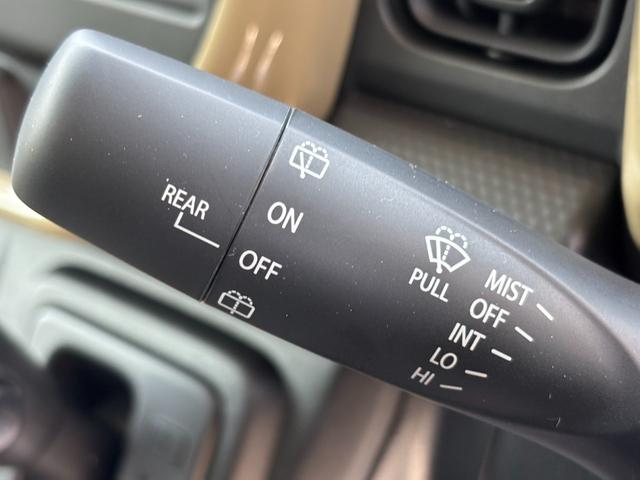 REAR
ON
OFF
PULL
MIST
OFF
INT
LO
HI